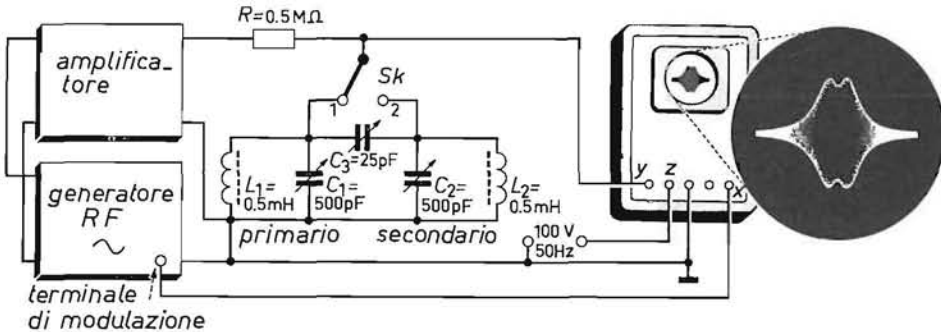 R=0.5MΩ
amplifica-
tore
Sk
1
2
y
z
x
C3=25pF
generatore
RF
L1=
0.5mH
C1=
500pF
C2=
500pF
L2=
0.5mH
primario
secondario
100 V
50Hz
terminale
di modulazione